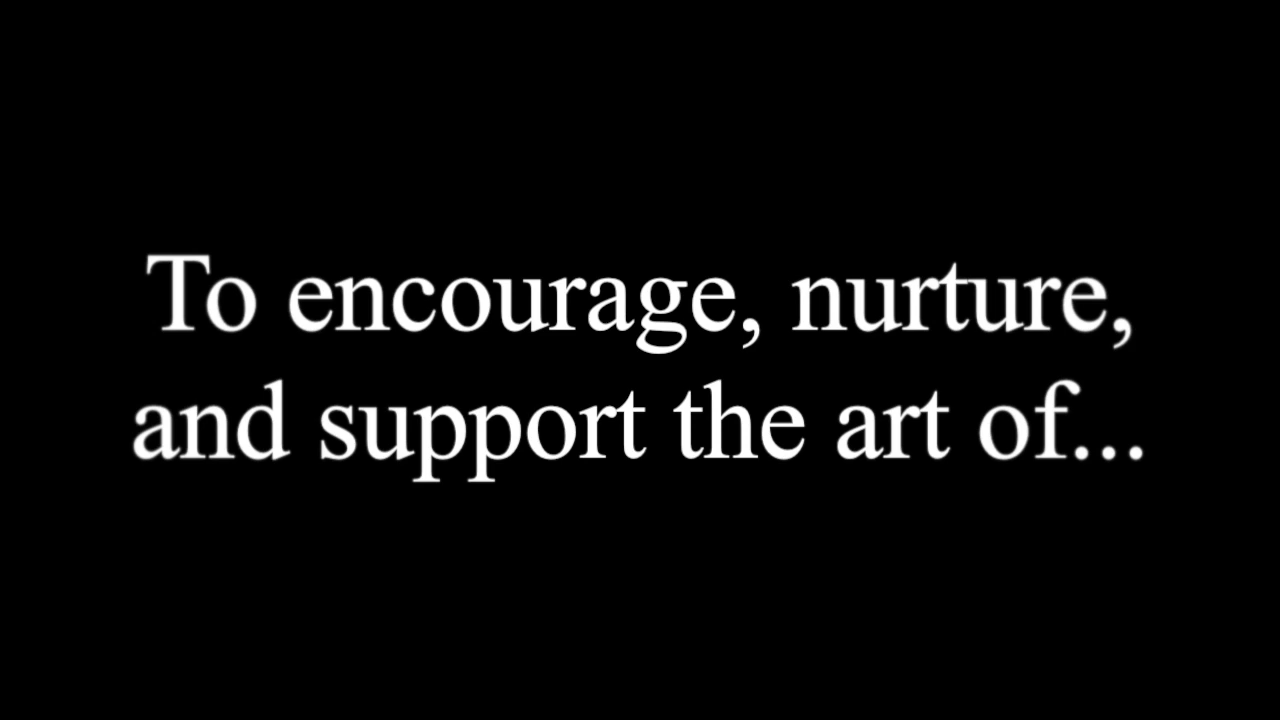 To encourage, nurture,
and support the art of...